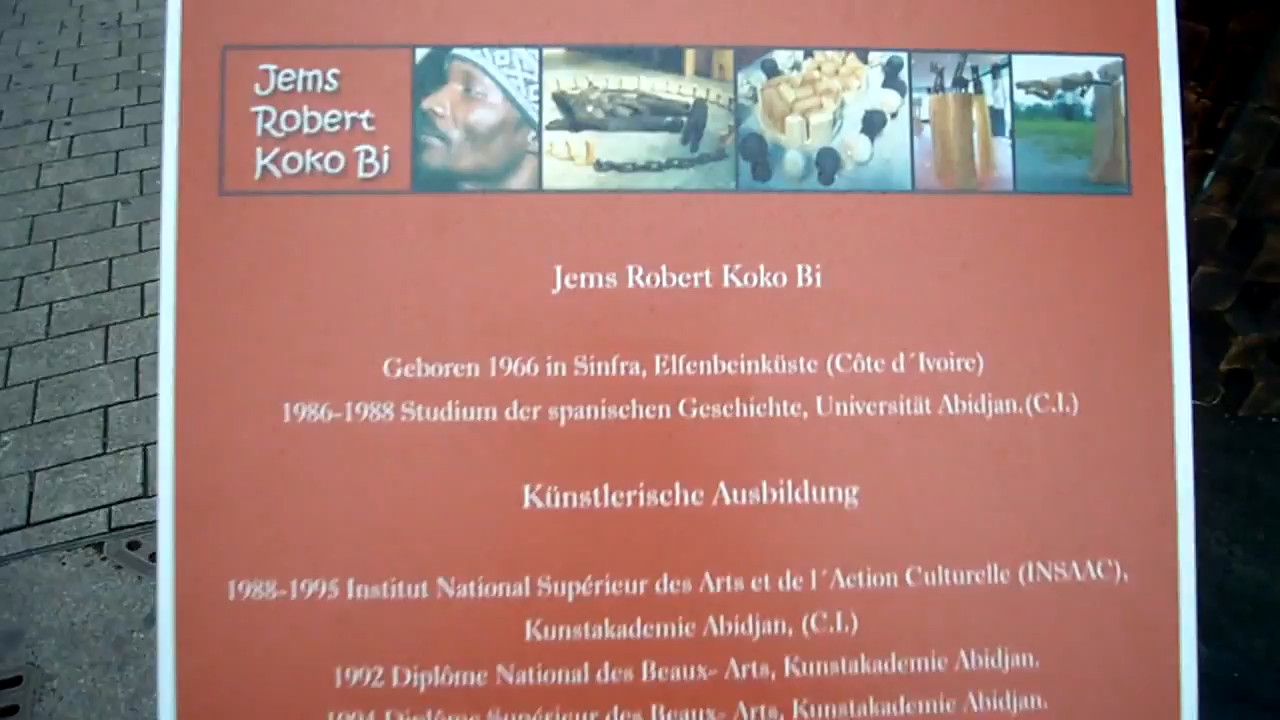 Jems
Robert
Koko Bi
Jems Robert Koko Bi
Geboren 1966 in Sinfra, Elfenbeinküste (Côte d´Ivoire)
1986-1988 Studium der spanischen Geschichte, Universität Abidjan.(C.I.)
Künstlerische Ausbildung
1988-1995 Institut National Supérieur des Arts et de l´Action Culturelle (INSAAC),
Kunstakademie Abidjan, (C.I.)
1992 Diplôme National des Beaux- Arts, Kunstakademie Abidjan.
1994 Diplôme Supérieur des Beaux- Arts, Kunstakademie Abidjan.